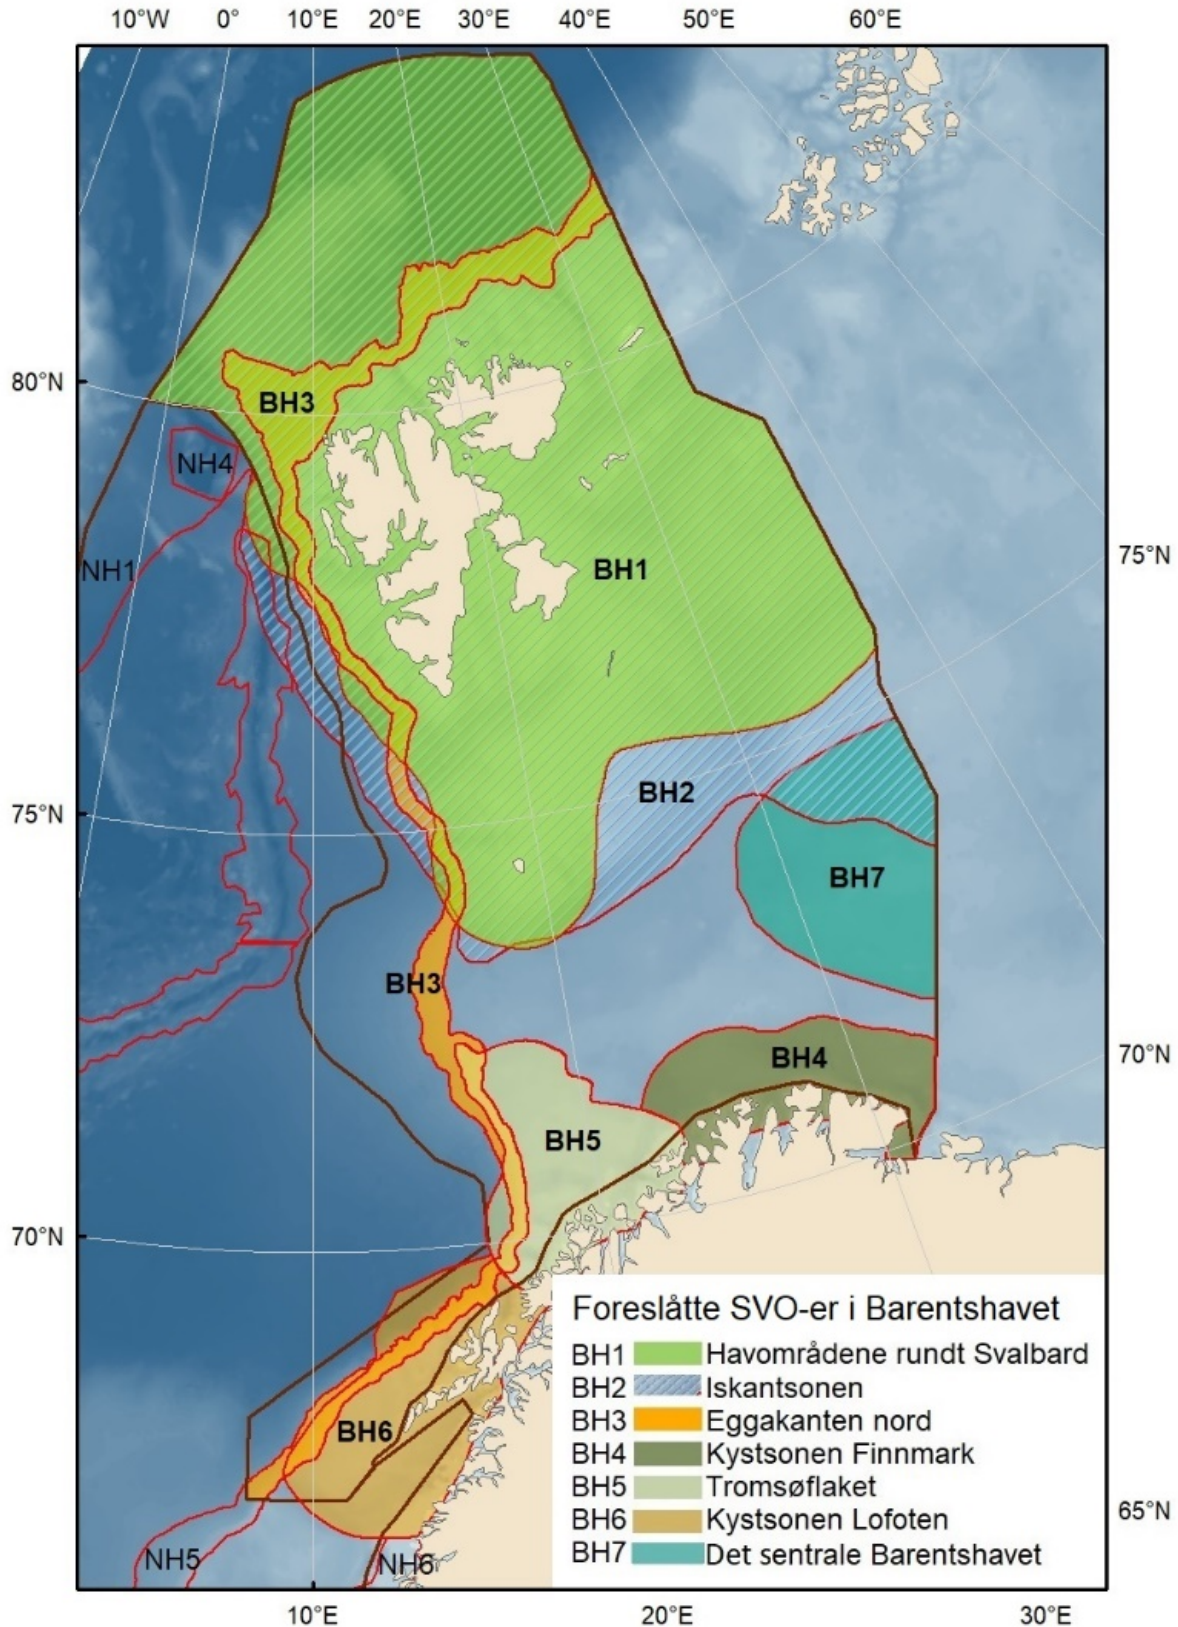 10°W 0° 10°E 20°E 30°E 40°E 50°E 60°E
80°N
BH3
NH4
NH1
BH1
75°N
BH2
75°N
BH7
BH3
BH4
70°N
BH5
70°N
Foreslåtte SVO-er i Barentshavet
BH1 Havområdene rundt Svalbard
BH2 Iskantsonen
BH3 Eggakanten nord
BH4 Kystsonen Finnmark
BH5 Tromsøflaket
BH6 Kystsonen Lofoten
BH7 Det sentrale Barentshavet
BH6
65°N
NH5
NH6
10°E 20°E 30°E